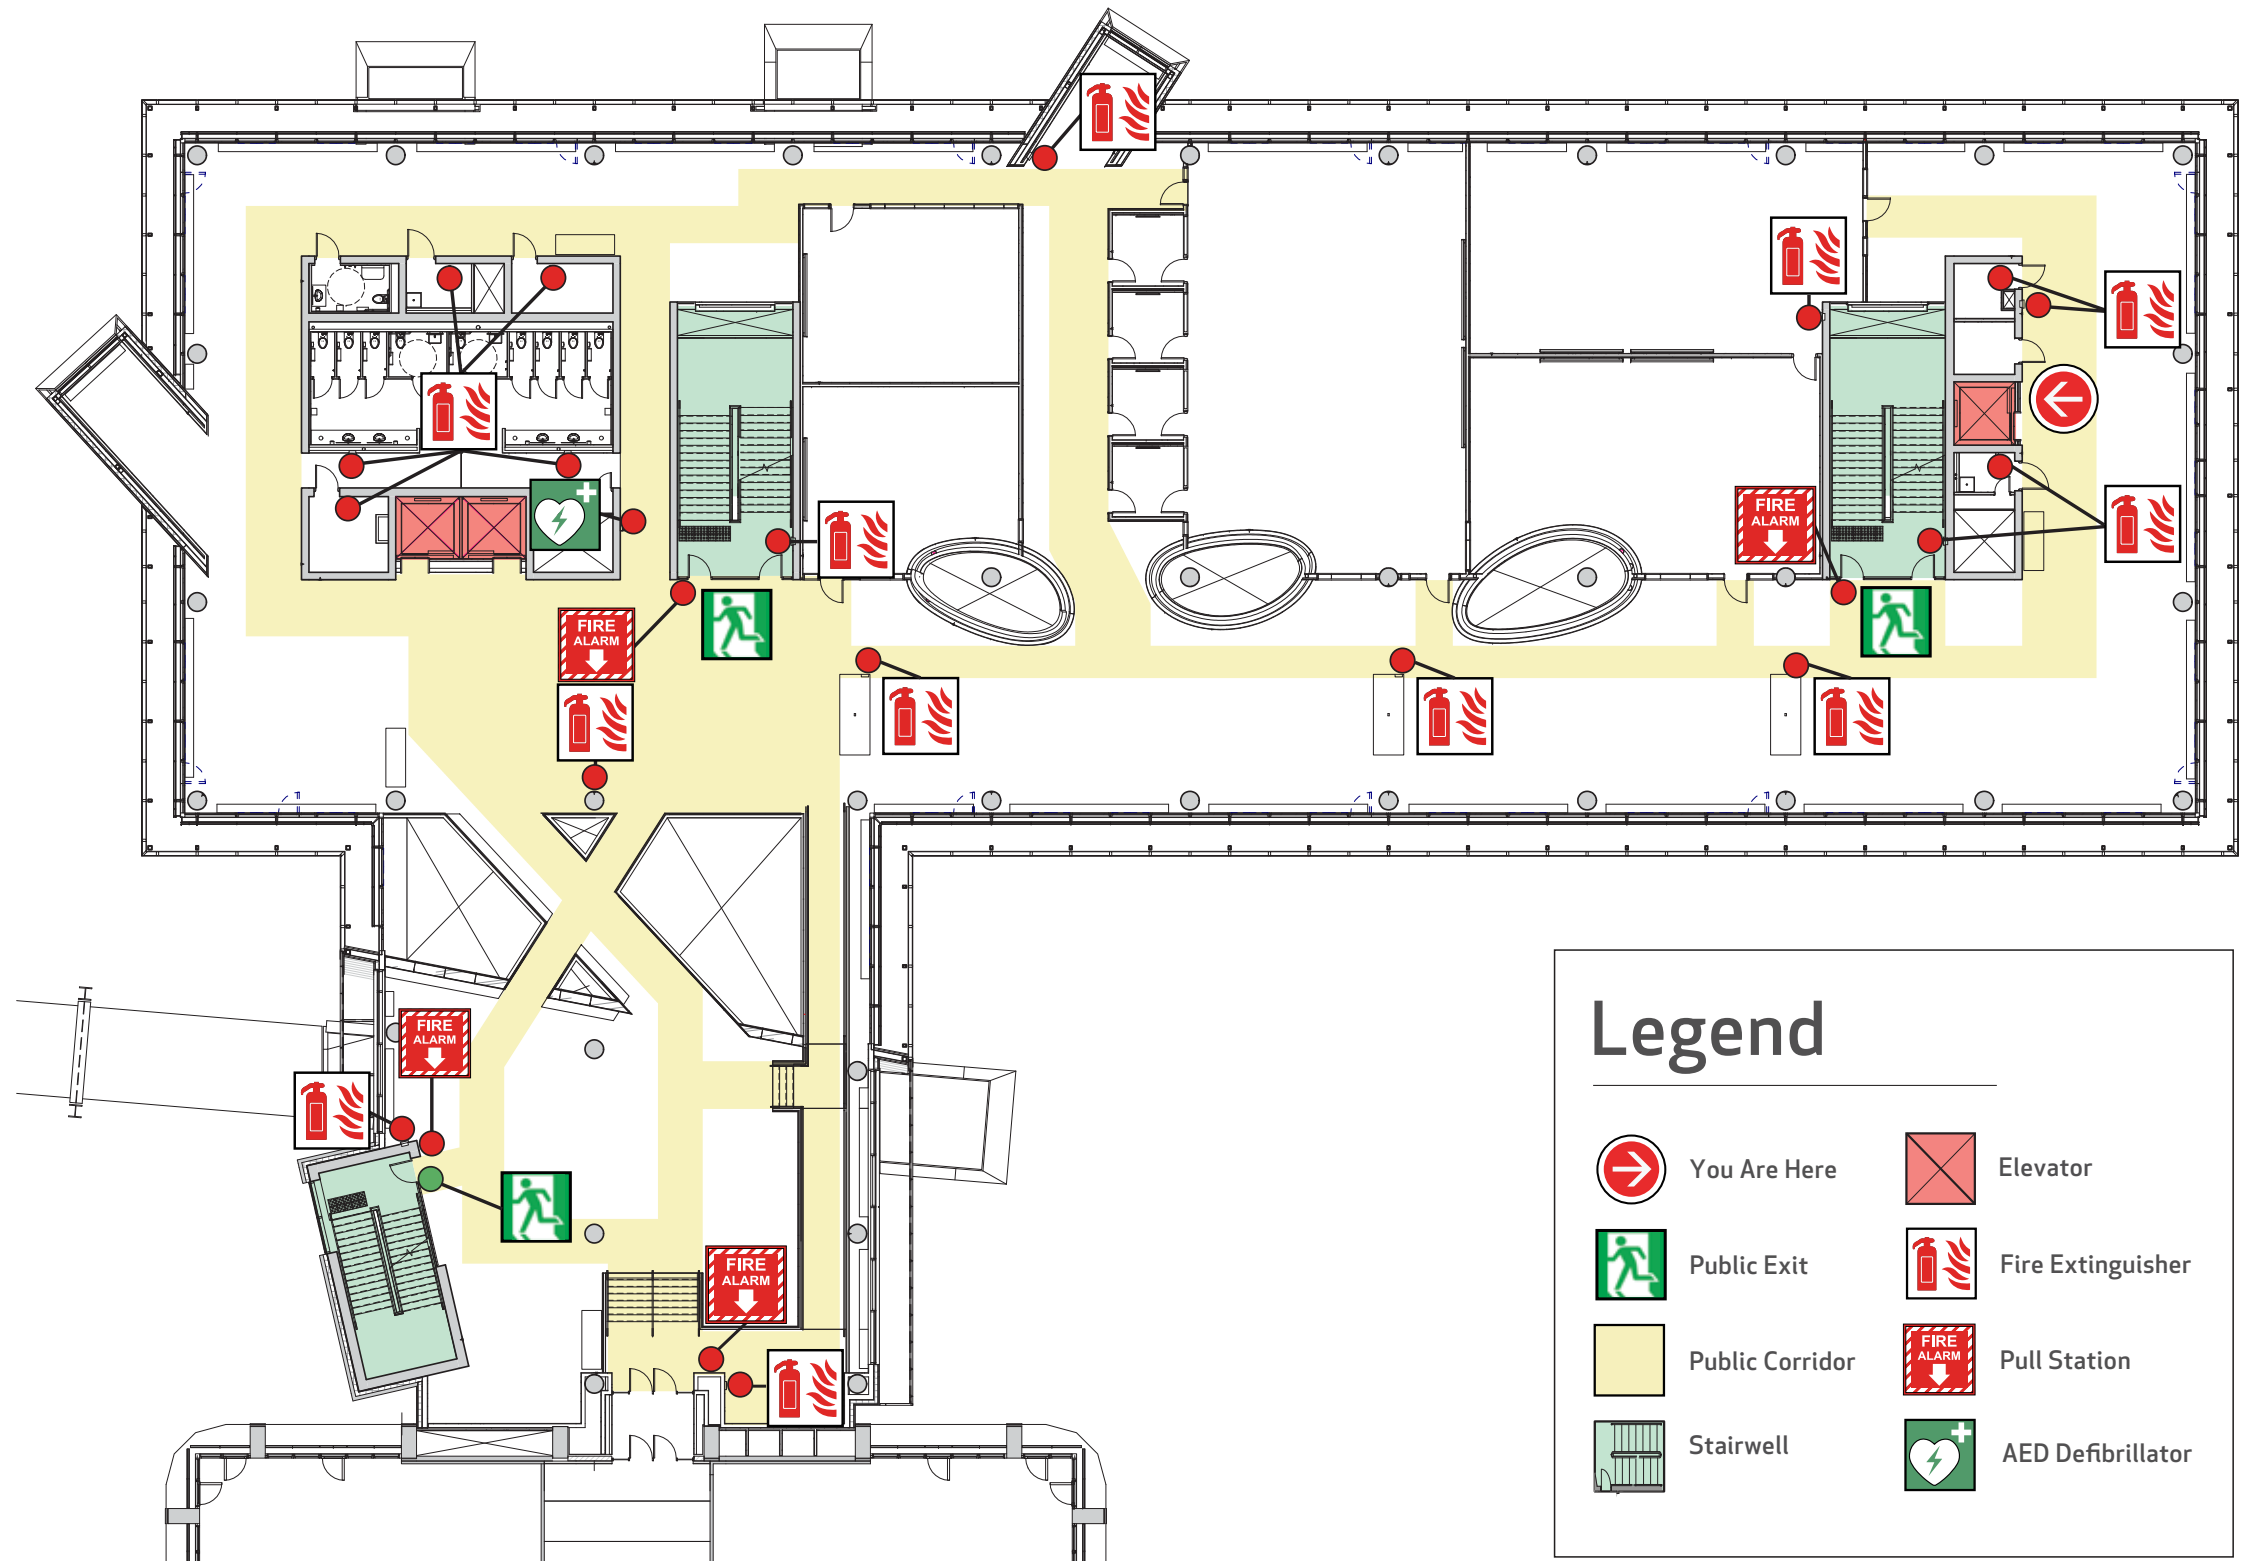 FIRE
ALARM
FIRE
ALARM
FIRE
ALARM
FIRE
ALARM
Legend
You Are Here
Elevator
Public Exit
Fire Extinguisher
Public Corridor
FIRE
ALARM
Pull Station
Stairwell
AED Defibrillator